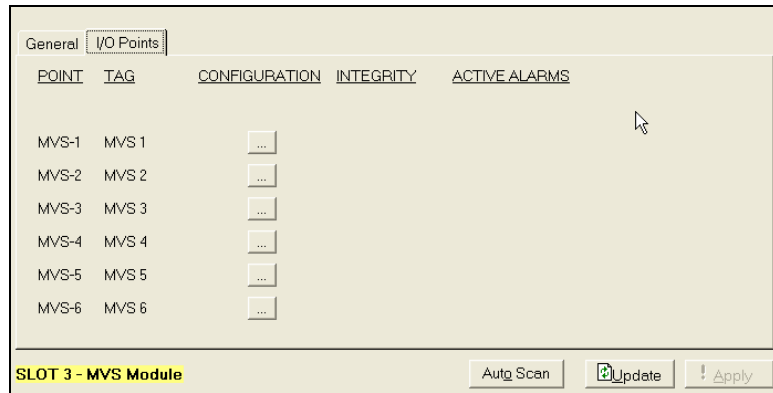 General I/O Points
POINT TAG CONFIGURATION INTEGRITY ACTIVE ALARMS
MVS-1 MVS 1 ...
MVS-2 MVS 2 ...
MVS-3 MVS 3 ...
MVS-4 MVS 4 ...
MVS-5 MVS 5 ...
MVS-6 MVS 6 ...
SLOT 3 - MVS Module Auto Scan Update ! Apply